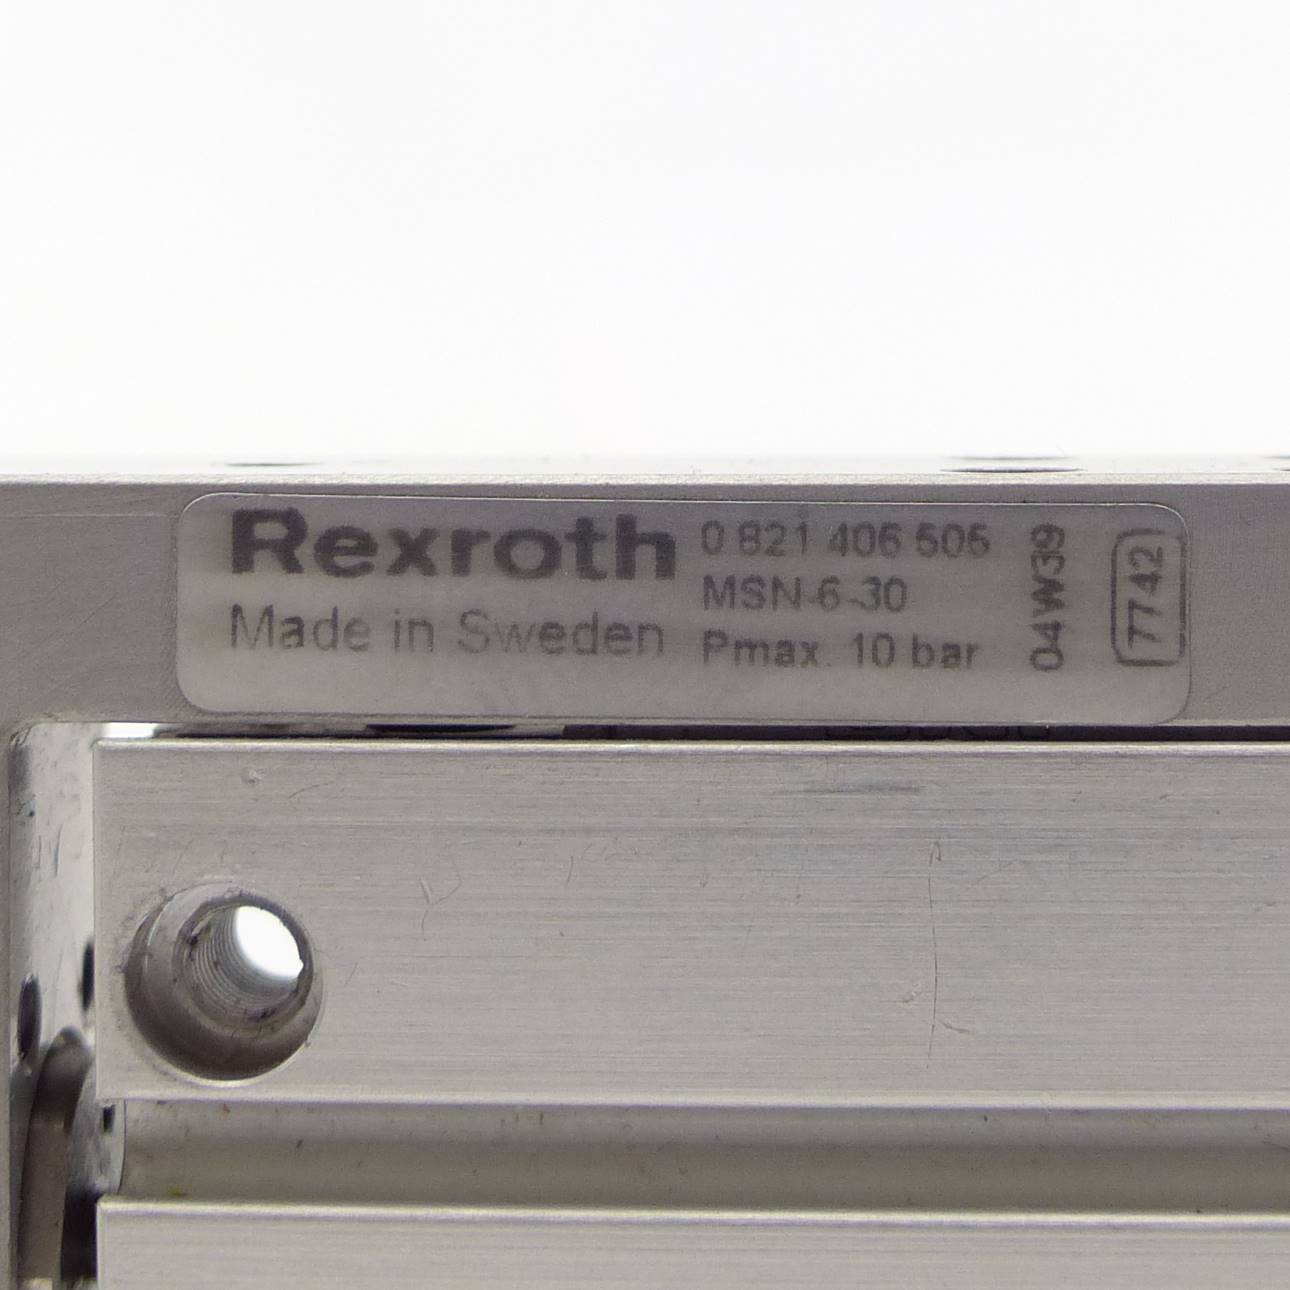 Rexroth
Made in Sweden
0 821 406 505
MSN-6-30
Pmax. 10 bar
04W39
7742